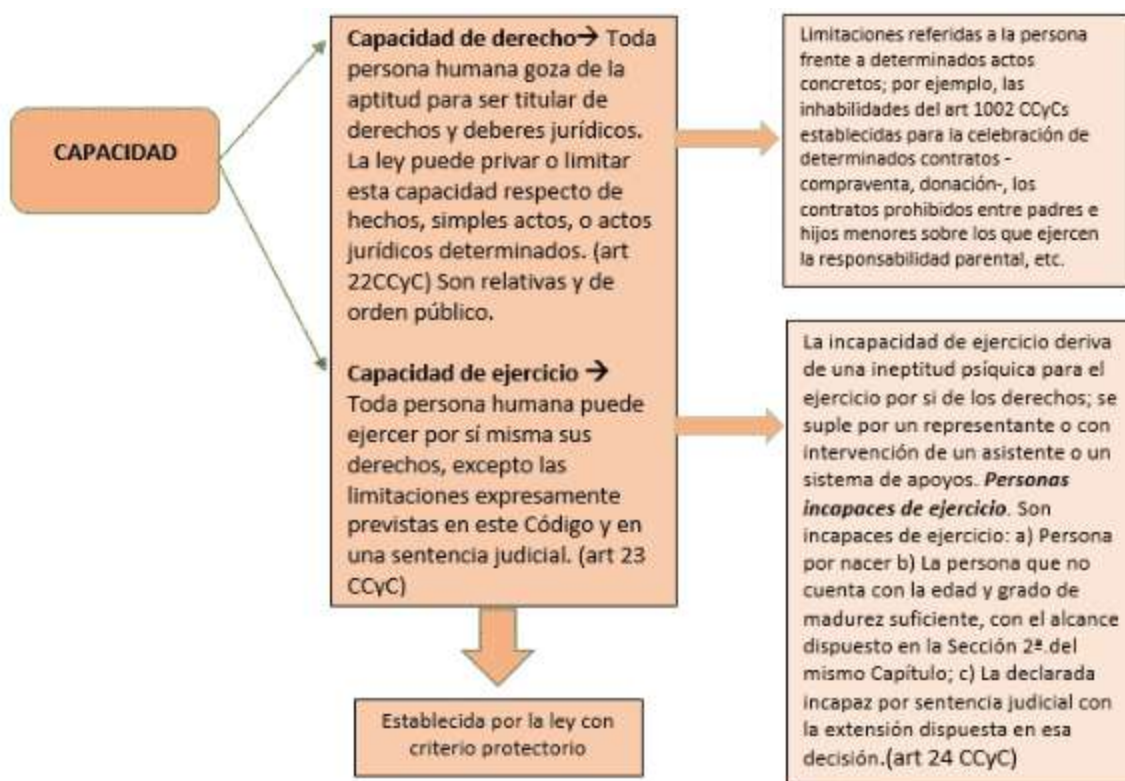 CAPACIDAD
Capacidad de derecho→ Toda
persona humana goza de la
aptitud para ser titular de
derechos y deberes jurídicos.
La ley puede privar o limitar
esta capacidad respecto de
hechos, simples actos, o actos
jurídicos determinados. (art
22CCyC) Son relativas y de
orden público.
Capacidad de ejercicio →
Toda persona humana puede
ejercer por sí misma sus
derechos, excepto las
limitaciones expresamente
previstas en este Código y en
una sentencia judicial. (art 23
CCyC)
Establecida por la ley con
criterio protectorio
Limitaciones referidas a la persona
frente a determinados actos
concretos; por ejemplo, las
inhabilidades del art 1002 CCyCs
establecidas para la celebración de
determinados contratos -
compraventa, donación-, los
contratos prohibidos entre padres e
hijos menores sobre los que ejercen
la responsabilidad parental, etc.
La incapacidad de ejercicio deriva
de una ineptitud psíquica para el
ejercicio por si de los derechos; se
suple por un representante o con
intervención de un asistente o un
sistema de apoyos. Personas
incapaces de ejercicio. Son
incapaces de ejercicio: a) Persona
por nacer b) La persona que no
cuenta con la edad y grado de
madurez suficiente, con el alcance
dispuesto en la Sección 2ª.del
mismo Capítulo; c) La declarada
incapaz por sentencia judicial con
la extensión dispuesta en esa
decisión.(art 24 CCyC)